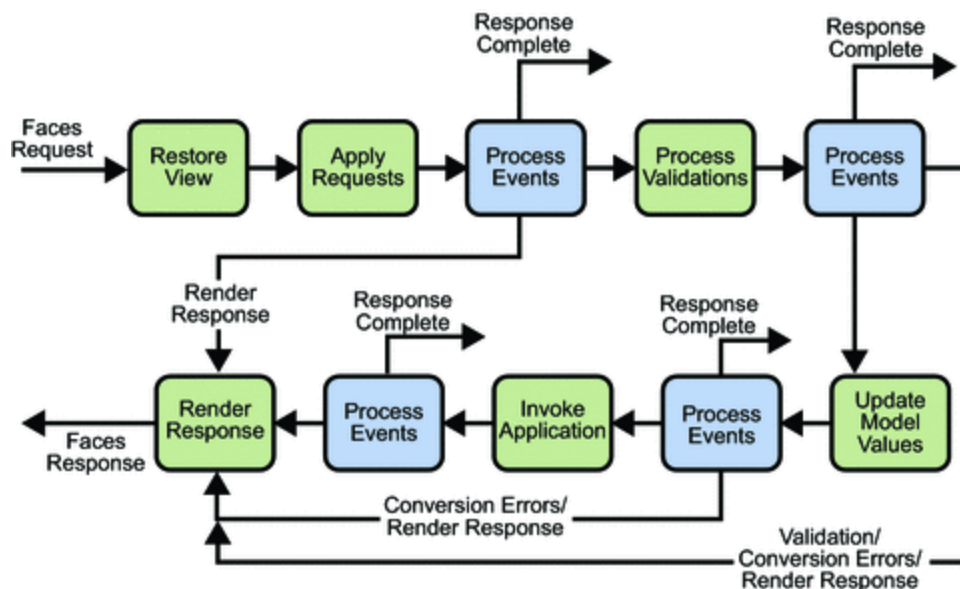 Response
Complete
Response
Complete
Faces
Request
Restore
View
Apply
Requests
Process
Events
Process
Validations
Process
Events
Render
Response
Response
Complete
Response
Complete
Render
Response
Process
Events
Invoke
Application
Process
Events
Update
Model
Values
Faces
Response
Conversion Errors/
Render Response
Validation/
Conversion Errors/
Render Response